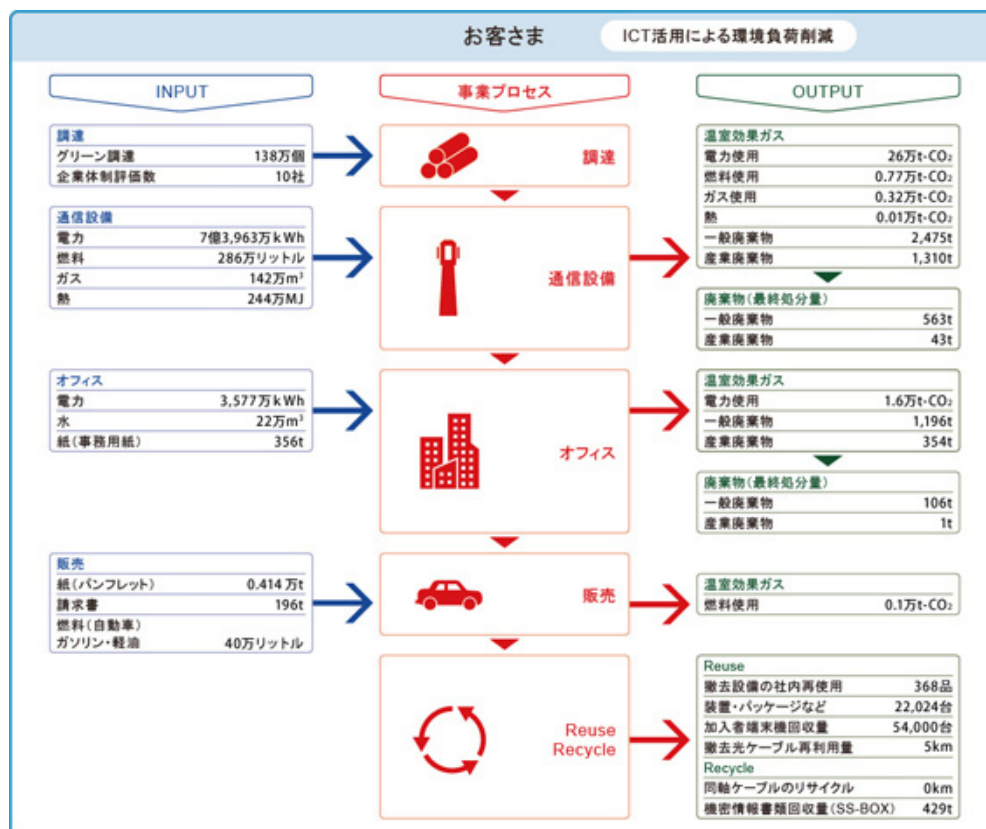 お客さま
ICT活用による環境負荷削減
INPUT
事業プロセス
OUTPUT
調達
グリーン調達 138万個
企業体制評価数 10社
調達
温室効果ガス
電力使用 26万t-CO₂
燃料使用 0.77万t-CO₂
ガス使用 0.32万t-CO₂
熱 0.01万t-CO₂
一般廃棄物 2,475t
産業廃棄物 1,310t
通信設備
電力 7億3,963万kWh
燃料 286万リットル
ガス 142万m³
熱 244万MJ
通信設備
廃棄物(最終処分量)
一般廃棄物 563t
産業廃棄物 43t
オフィス
電力 3,577万kWh
水 22万m³
紙(事務用紙) 356t
オフィス
温室効果ガス
電力使用 1.6万t-CO₂
一般廃棄物 1,196t
産業廃棄物 354t
廃棄物(最終処分量)
一般廃棄物 106t
産業廃棄物 1t
販売
紙(パンフレット) 0.414万t
請求書 196t
燃料(自動車)
ガソリン・軽油 40万リットル
販売
温室効果ガス
燃料使用 0.1万t-CO₂
Reuse
Recycle
Reuse
撤去設備の社内再使用 368品
装置・パッケージなど 22,024台
加入者端末機回収量 54,000台
撤去光ケーブル再利用量 5km
Recycle
同軸ケーブルのリサイクル 0km
機密情報書類回収量(SS-BOX) 429t